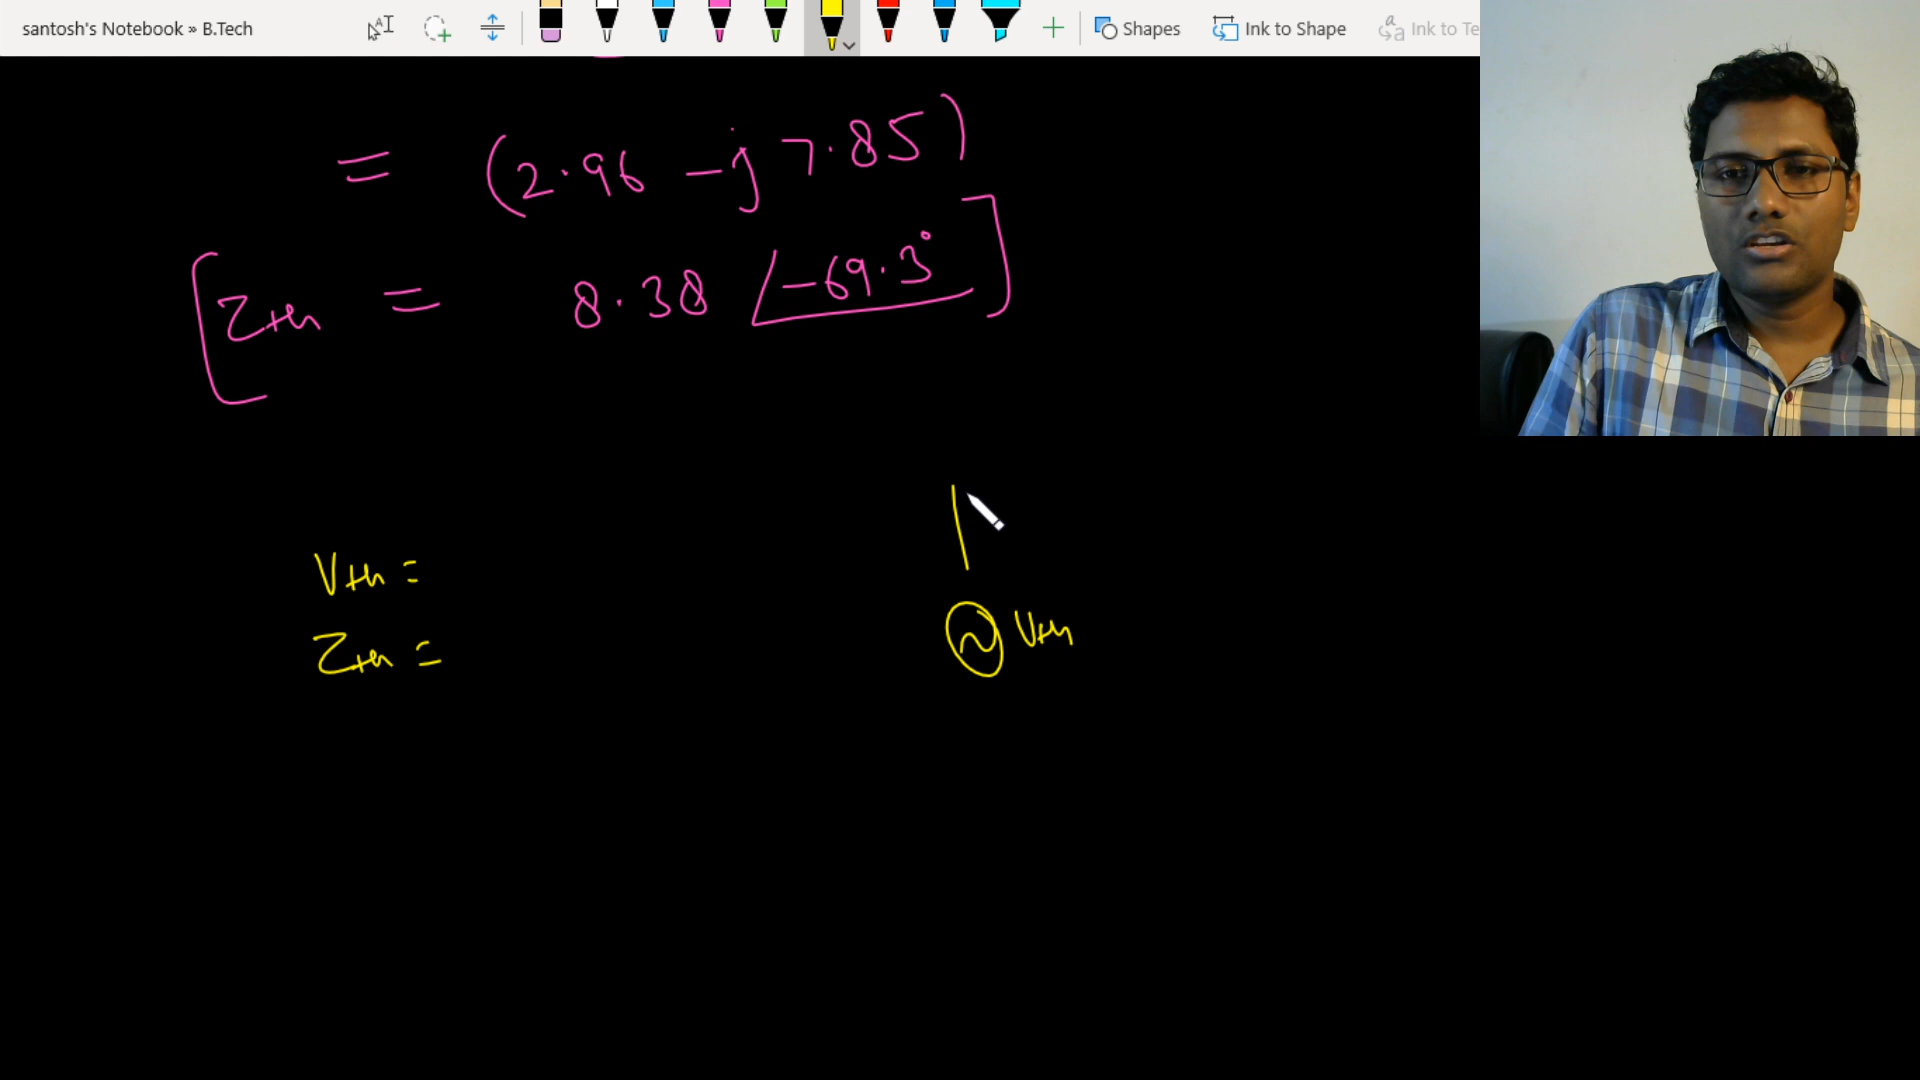 santosh's Notebook » B.Tech
Shapes
Ink to Shape
Ink to Te
= (2.96 - j 7.85)
[Zth = 8.38 ∠-69.3°]
Vth =
Zth =
Vth